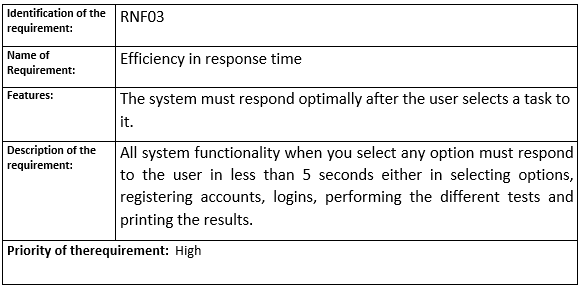 Identification of the
requirement:
RNF03
Name of
Requirement:
Efficiency in response time
Features:
The system must respond optimally after the user selects a task to
it.
Description of the
requirement:
All system functionality when you select any option must respond
to the user in less than 5 seconds either in selecting options,
registering accounts, logins, performing the different tests and
printing the results.
Priority of therequirement: High